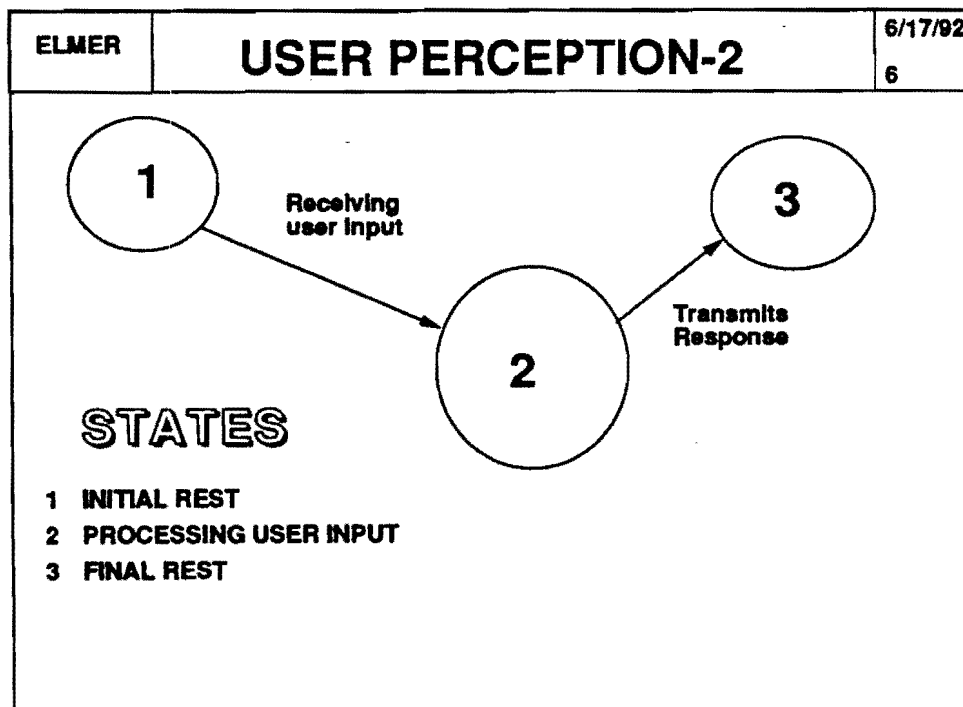 ELMER
USER PERCEPTION-2
6/17/92
6
1
Receiving
user input
3
Transmits
Response
2
STATES
1 INITIAL REST
2 PROCESSING USER INPUT
3 FINAL REST